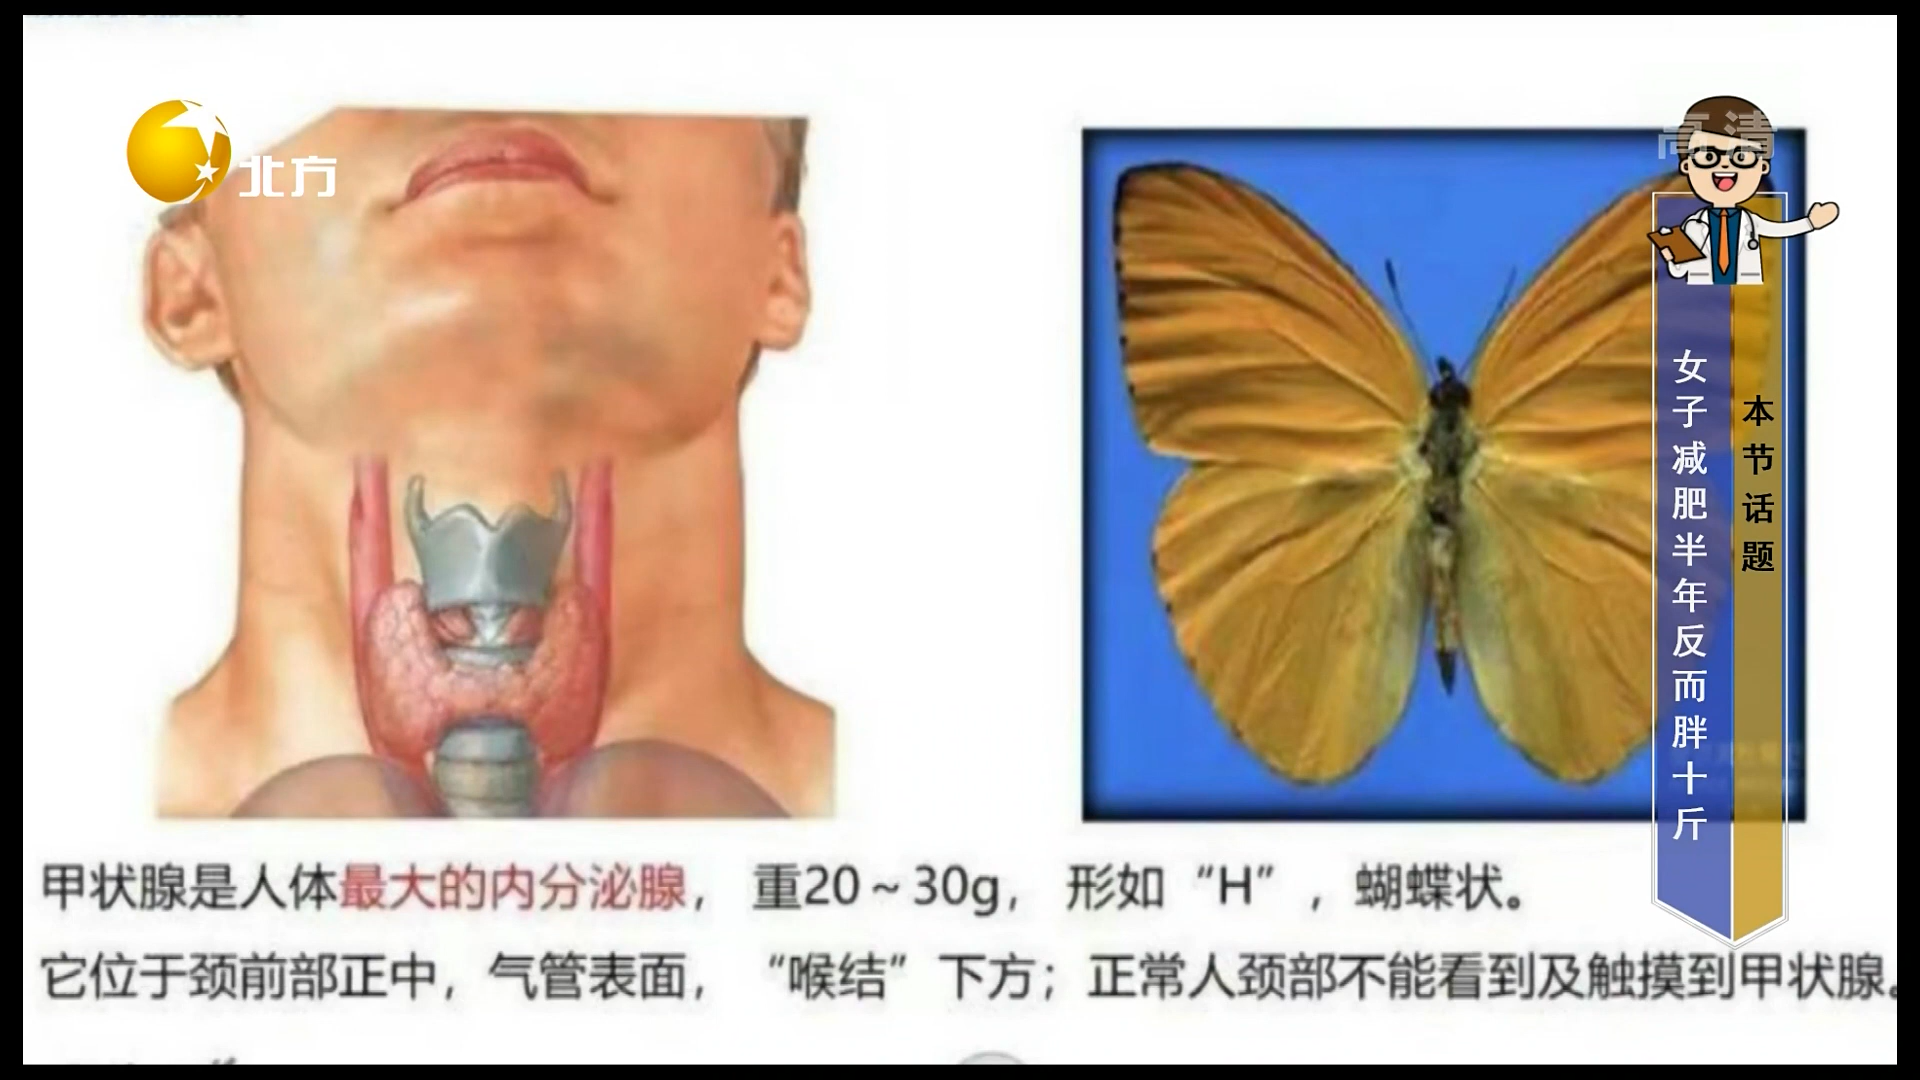 北方
高清
本节话题
女子减肥半年反而胖十斤
甲状腺是人体最大的内分泌腺， 重20～30g， 形如“H”，蝴蝶状。
它位于颈前部正中，气管表面， “喉结”下方；正常人颈部不能看到及触摸到甲状腺。